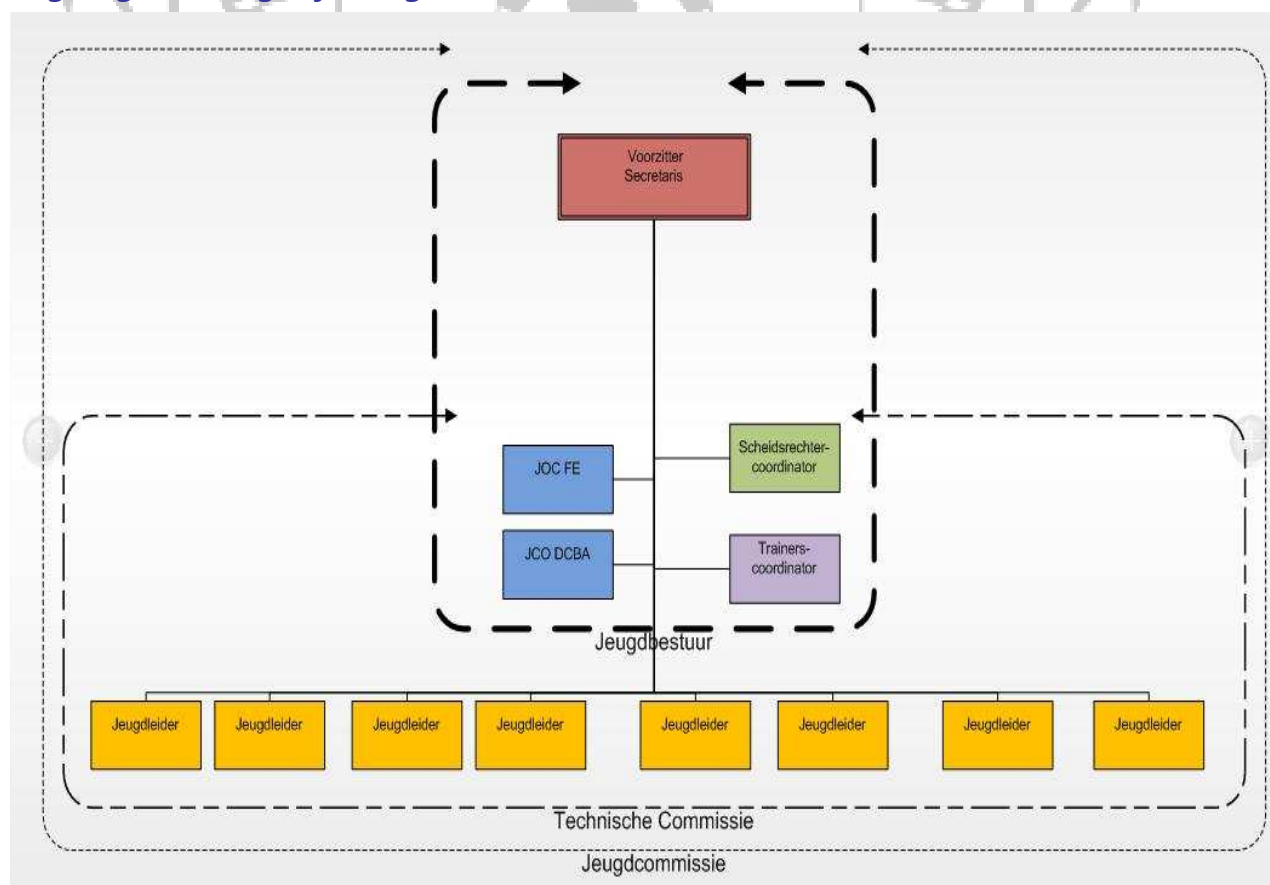 Voorzitter
Secretaris
Scheidsrechter-
coordinator
JOC FE
JCO DCBA
Trainers-
coordinator
Jeugdbestuur
Jeugdleider Jeugdleider Jeugdleider Jeugdleider Jeugdleider Jeugdleider Jeugdleider Jeugdleider
Technische Commissie
Jeugdcommissie